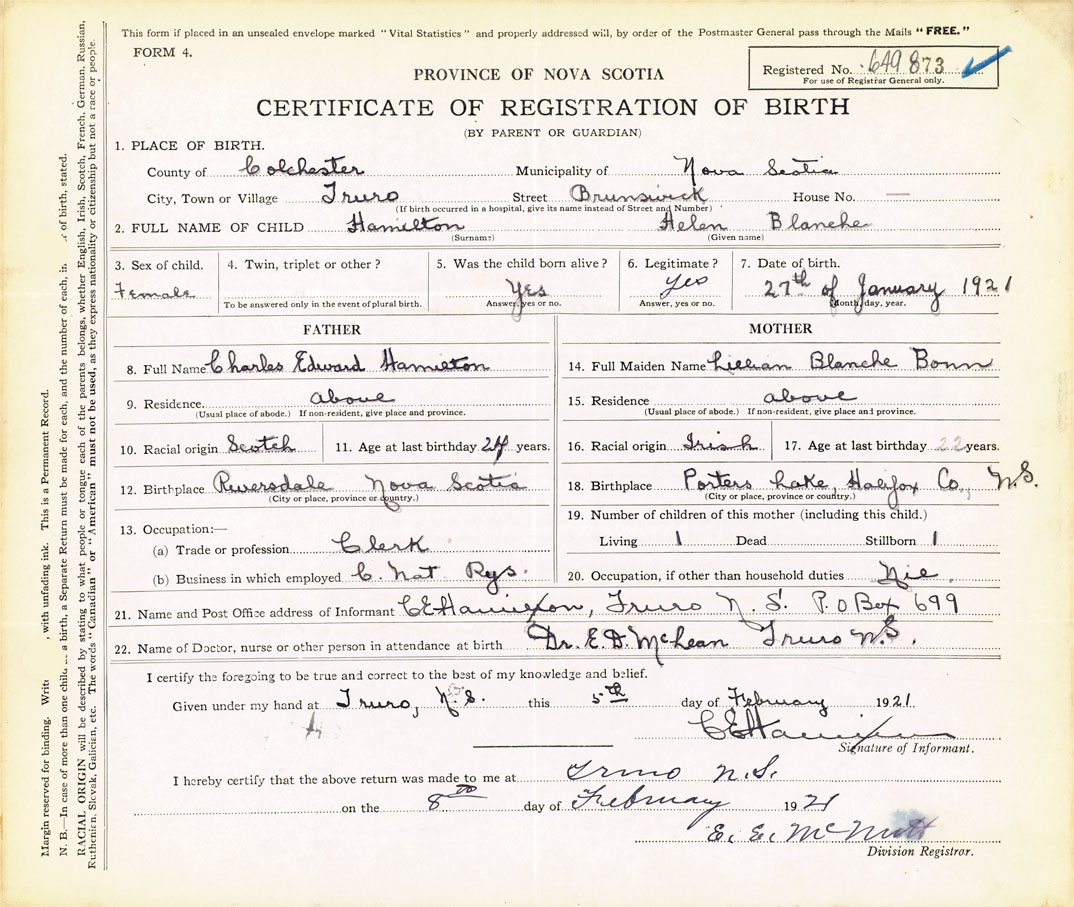 This form if placed in an unsealed envelope marked "Vital Statistics" and properly addressed will, by order of the Postmaster General pass through the Mails "FREE."
FORM 4.
Registered No. 649873
For use of Registrar General only.
PROVINCE OF NOVA SCOTIA
CERTIFICATE OF REGISTRATION OF BIRTH
(BY PARENT OR GUARDIAN)
1. PLACE OF BIRTH.
County of Colchester Municipality of Nova Scotia
City, Town or Village Truro Street Brunswick House No. —
(If birth occurred in a hospital, give its name instead of Street and Number)
2. FULL NAME OF CHILD Hamilton Helen Blanche
(Surname) (Given name)
3. Sex of child. 4. Twin, triplet or other? 5. Was the child born alive? 6. Legitimate? 7. Date of birth.
Female Yes Yes 27th of January 1921
To be answered only in the event of plural birth. Answer, yes or no. Answer, yes or no. Month, day, year.
FATHER MOTHER
8. Full Name Charles Edward Hamilton 14. Full Maiden Name Lillian Blanche Bonn
9. Residence. above 15. Residence above
(Usual place of abode.) If non-resident, give place and province. (Usual place of abode.) If non-resident, give place and province.
10. Racial origin Scotch 11. Age at last birthday 24 years. 16. Racial origin Irish 17. Age at last birthday 22 years.
12. Birthplace Riversdale Nova Scotia 18. Birthplace Porters Lake, Halifax Co., N.S.
(City or place, province or country.) (City or place, province or country.)
13. Occupation:— 19. Number of children of this mother (including this child.)
(a) Trade or profession Clerk Living 1 Dead Stillborn 1
(b) Business in which employed C. Nat Rys. 20. Occupation, if other than household duties Nil.
21. Name and Post Office address of Informant C E Hamilton, Truro N. S. P. O Box 699
22. Name of Doctor, nurse or other person in attendance at birth Dr. E. D. McLean Truro N.S.
I certify the foregoing to be true and correct to the best of my knowledge and belief.
Given under my hand at Truro, N. S. this 5th day of February 1921
C E Hamilton
Signature of Informant.
I hereby certify that the above return was made to me at Truro N.S.
on the 8th day of February 1921
E. E. McNutt
Division Registrar.
Margin reserved for binding. Write , with unfading ink. This is a Permanent Record.
N. B.—In case of more than one child a birth, a Separate Return must be made for each, and the number of each, in of birth, stated.
RACIAL ORIGIN will be described by stating to what people or tongue each of the parents belongs, whether English, Irish, Scotch, French, German, Russian,
Ruthenian, Slovak, Galician, etc. The words "Canadian" or "American" must not be used, as they express nationality or citizenship but not a race or people.